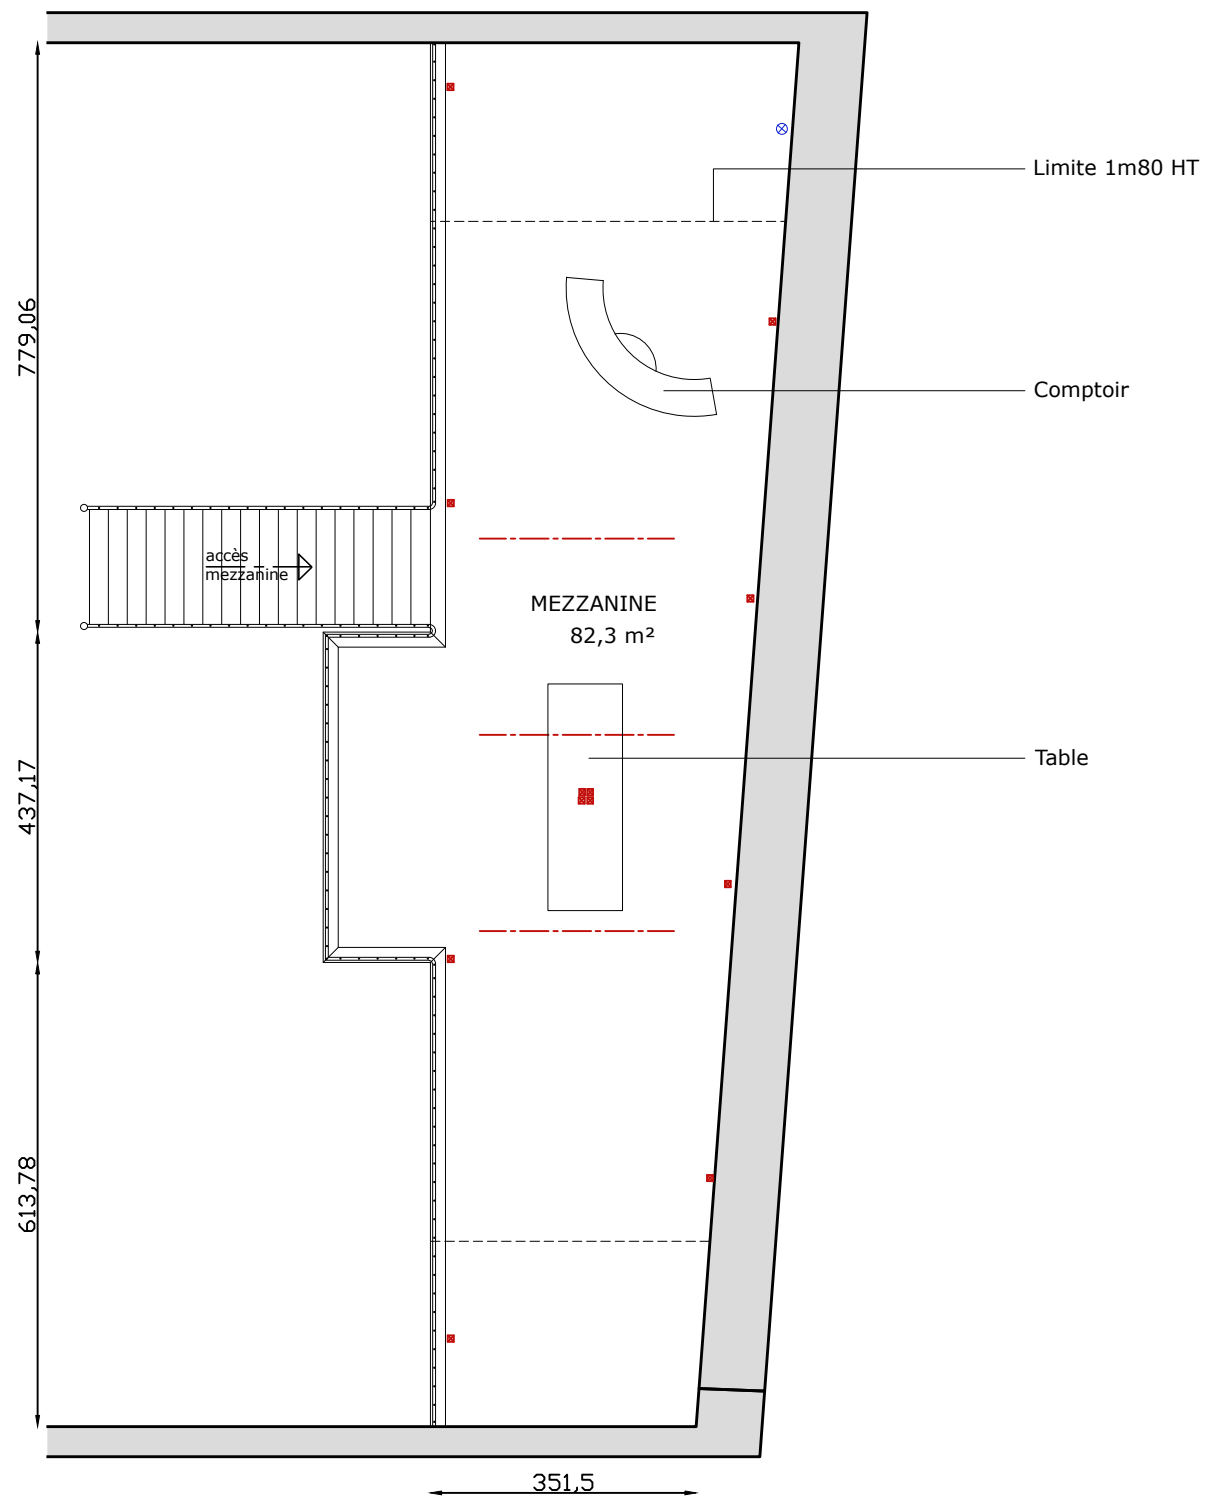 Limite 1m80 HT
779,06
Comptoir
accès
mezzanine
MEZZANINE
82,3 m²
437,17
Table
613,78
351,5